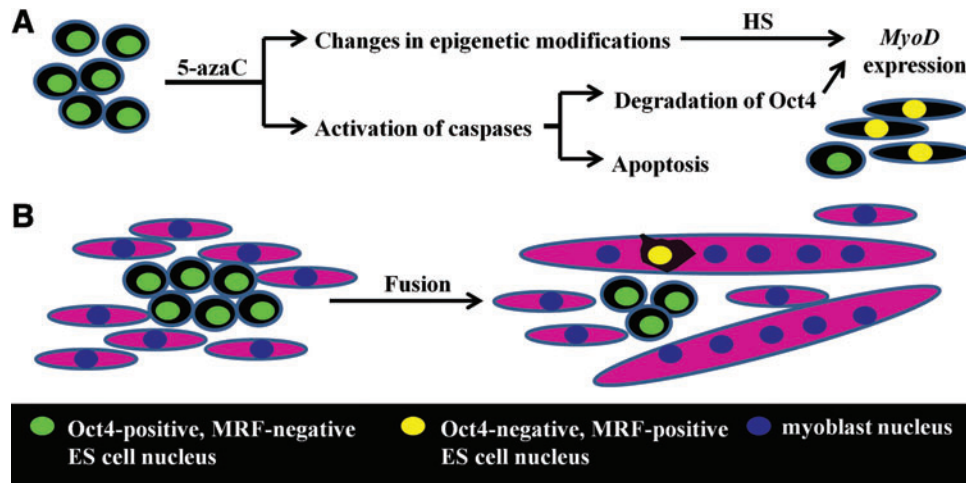 A
5-azaC
Changes in epigenetic modifications
HS
MyoD
expression
Activation of caspases
Degradation of Oct4
Apoptosis
B
Fusion
Oct4-positive, MRF-negative
ES cell nucleus
Oct4-negative, MRF-positive
ES cell nucleus
myoblast nucleus